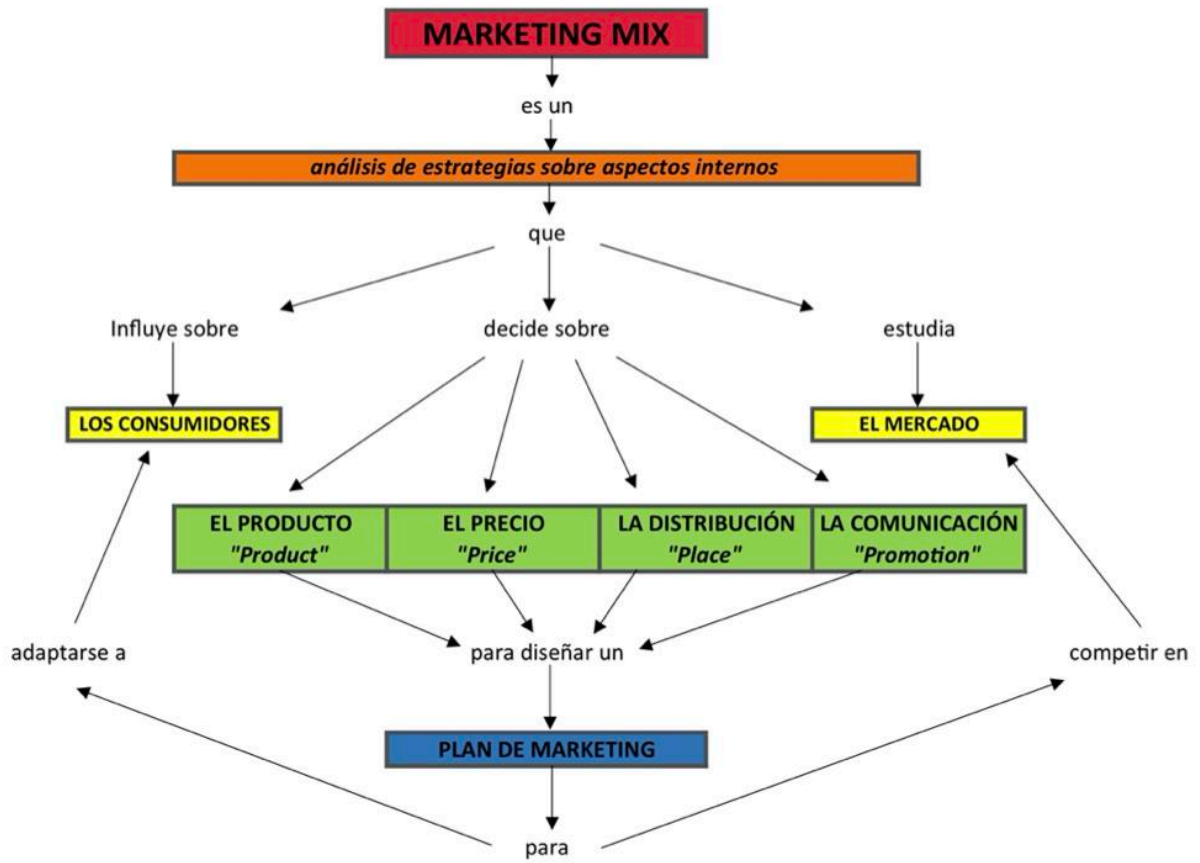 MARKETING MIX
es un
análisis de estrategias sobre aspectos internos
que
Influye sobre
decide sobre
estudia
LOS CONSUMIDORES
EL MERCADO
EL PRODUCTO
"Product"
EL PRECIO
"Price"
LA DISTRIBUCIÓN
"Place"
LA COMUNICACIÓN
"Promotion"
adaptarse a
para diseñar un
competir en
PLAN DE MARKETING
para